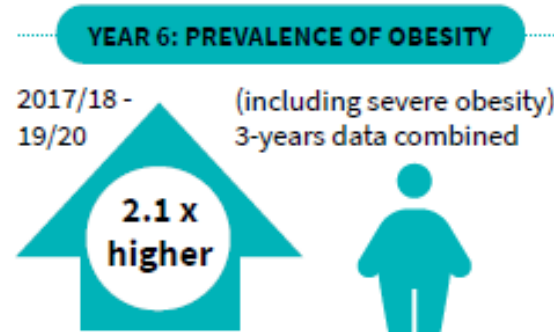 YEAR 6: PREVALENCE OF OBESITY
2017/18 -
19/20
(including severe obesity)
3-years data combined
2.1 x
higher